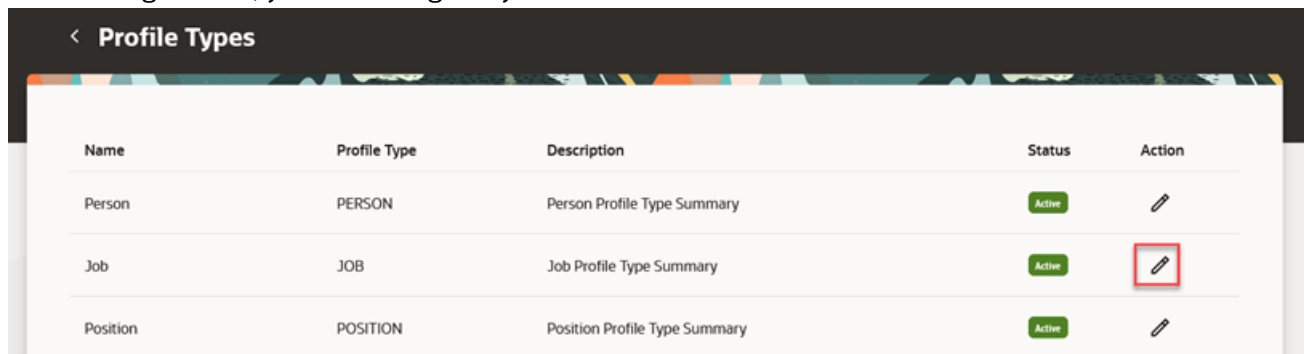 Profile Types
Name Profile Type Description Status Action
Person PERSON Person Profile Type Summary Active
Job JOB Job Profile Type Summary Active
Position POSITION Position Profile Type Summary Active